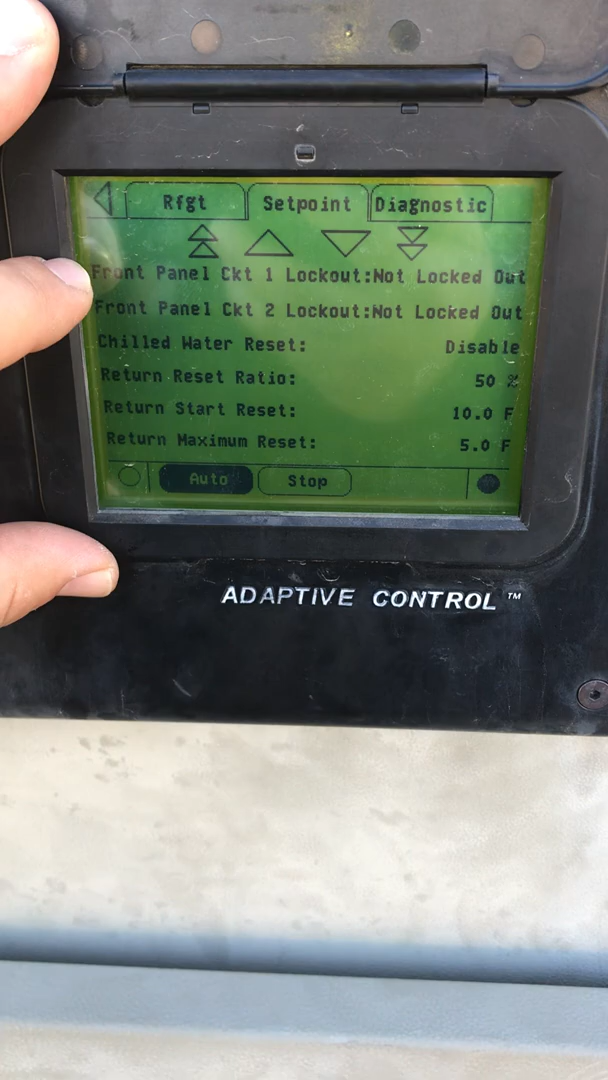 Rfgt Setpoint Diagnostic
Front Panel Ckt 1 Lockout:Not Locked Out
Front Panel Ckt 2 Lockout:Not Locked Out
Chilled Water Reset: Disable
Return Reset Ratio: 50 %
Return Start Reset: 10.0 F
Return Maximum Reset: 5.0 F
Auto Stop
ADAPTIVE CONTROL™